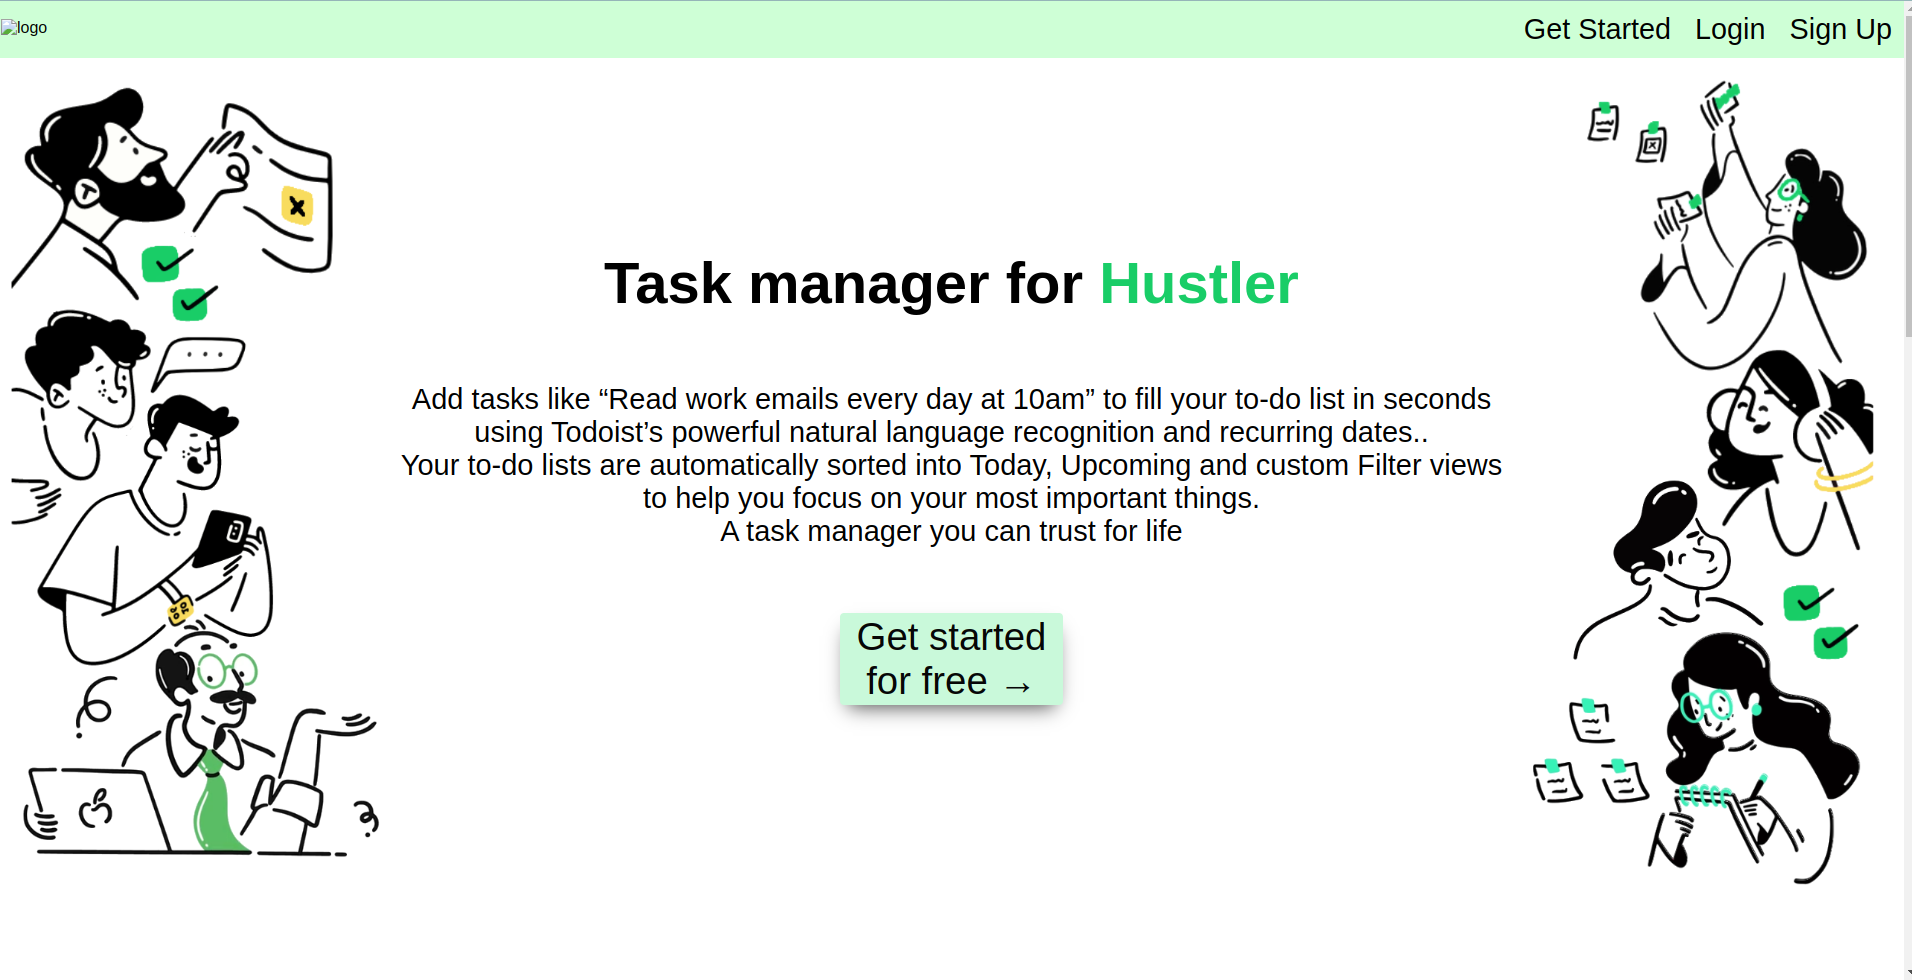 logo
Get Started Login Sign Up
Task manager for Hustler
Add tasks like “Read work emails every day at 10am” to fill your to-do list in seconds
using Todoist’s powerful natural language recognition and recurring dates..
Your to-do lists are automatically sorted into Today, Upcoming and custom Filter views
to help you focus on your most important things.
A task manager you can trust for life
Get started
for free →